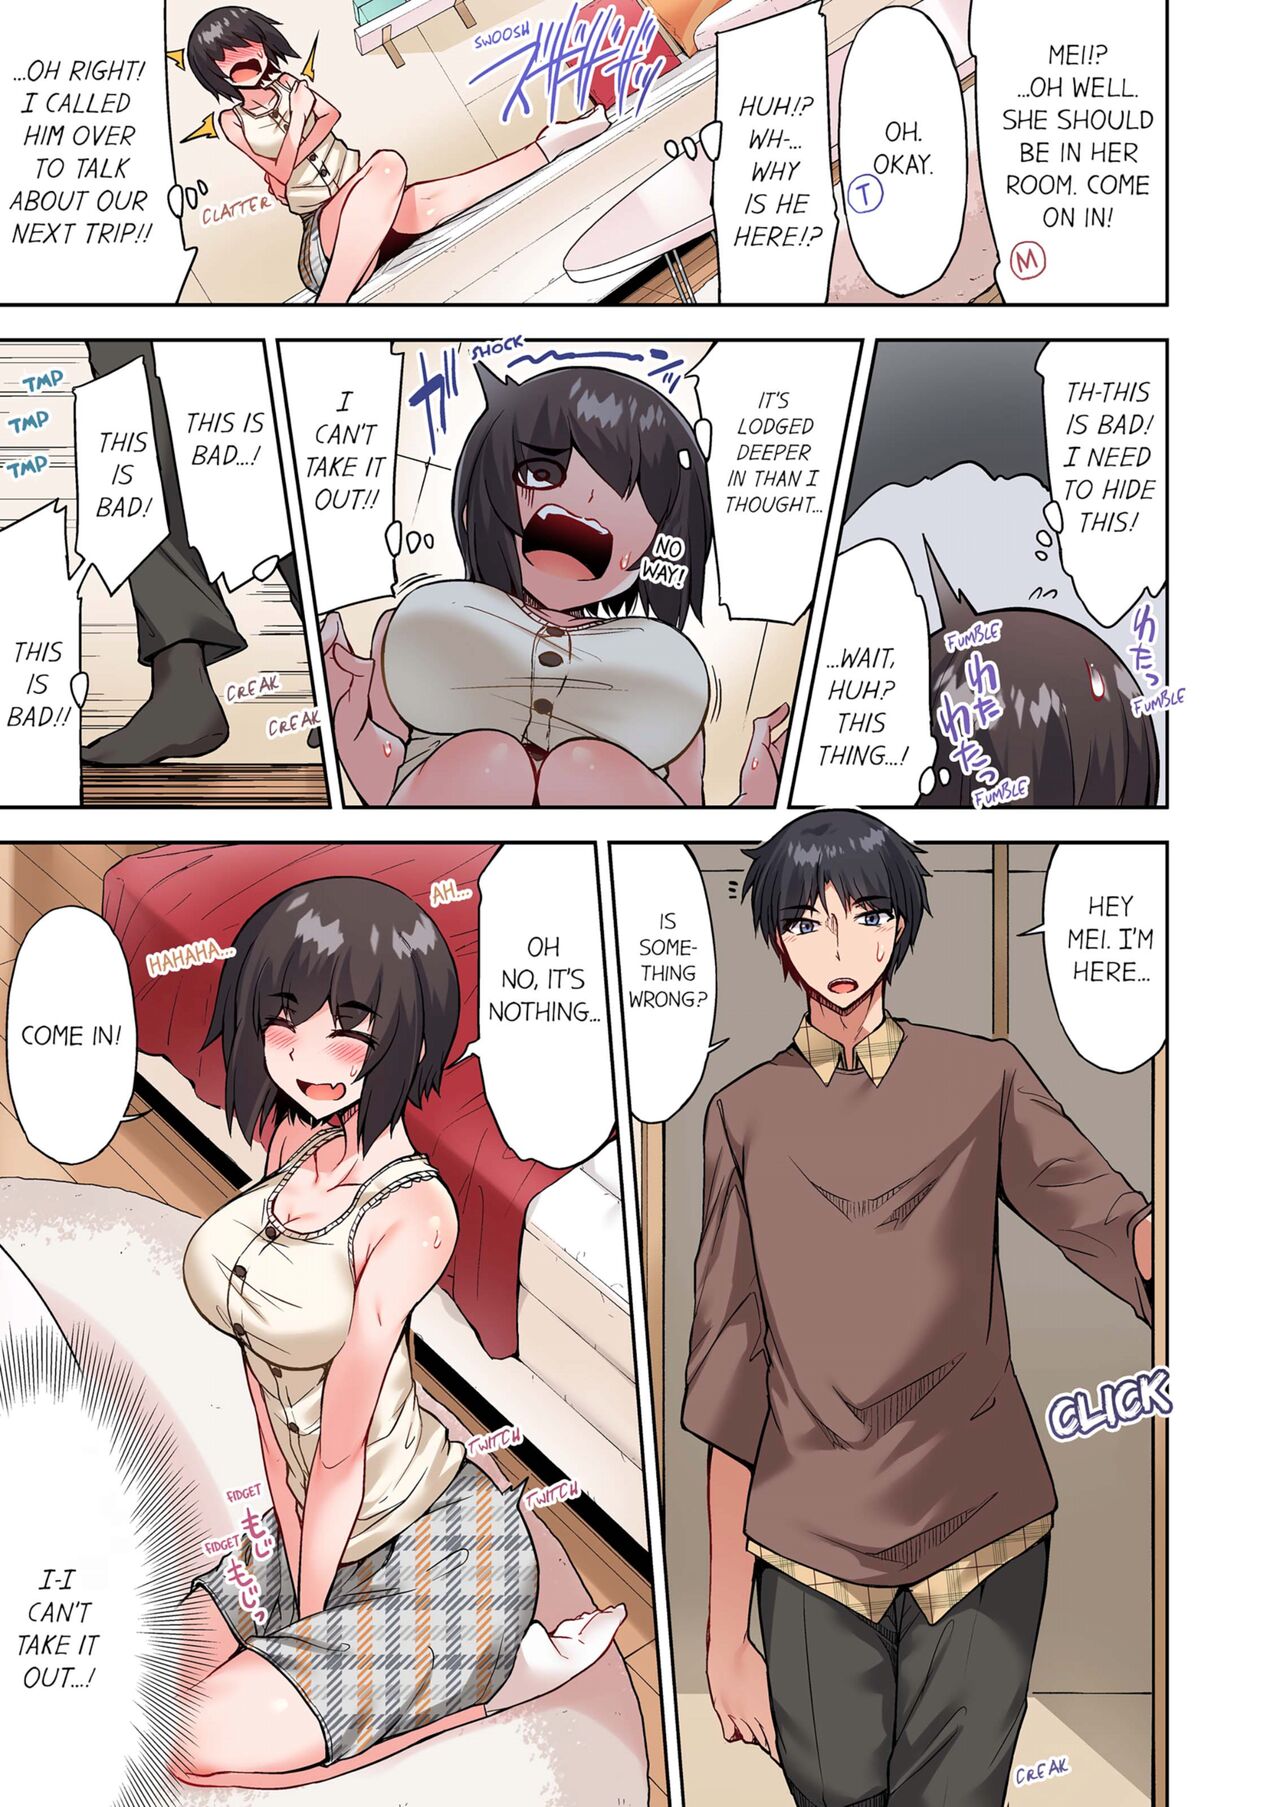 MEI!?
...OH WELL.
SHE SHOULD
BE IN HER
ROOM. COME
ON IN!
M
OH.
OKAY.
T
HUH!?
WH-...
WHY
IS HE
HERE!?
SWOOSH
ズザザザザッ
CLATTER
...OH RIGHT!
I CALLED
HIM OVER
TO TALK
ABOUT OUR
NEXT TRIP!!
TH-THIS
IS BAD!
I NEED
TO HIDE
THIS!
わたっ
FUMBLE
FUMBLE
わたわたっ
FUMBLE
...WAIT,
HUH?
THIS
THING...!
IT'S
LODGED
DEEPER
IN THAN I
THOUGHT...
SHOCK
ガーンッ
NO
WAY!
I
CAN'T
TAKE IT
OUT!!
THIS IS
BAD...!
THIS
IS
BAD!
THIS
IS
BAD!!
TMP
TMP
TMP
CREAK
CREAK
HEY
MEI. I'M
HERE...
IS
SOME-
THING
WRONG?
CLICK
CREAK
OH
NO, IT'S
NOTHING...
AH...
HAHAHA...
COME IN!
TWITCH
TWITCH
FIDGET
もじ
FIDGET
もじっ
I-I
CAN'T
TAKE IT
OUT...!